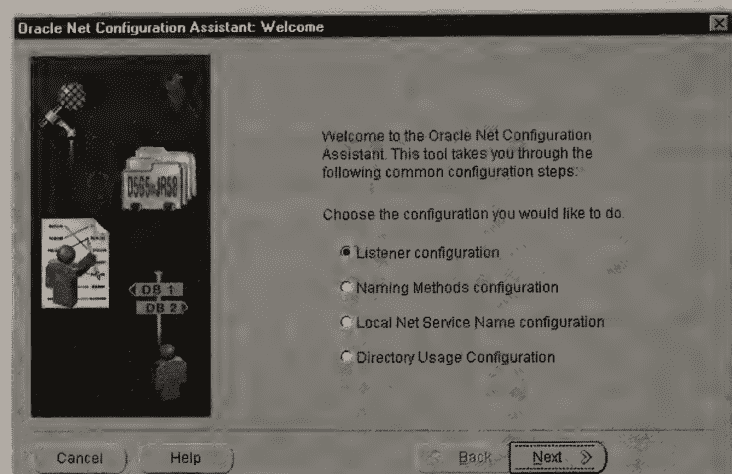 Oracle Net Configuration Assistant: Welcome
Welcome to the Oracle Net Configuration
Assistant. This tool takes you through the
following common configuration steps:
Choose the configuration you would like to do.
Listener configuration
Naming Methods configuration
Local Net Service Name configuration
Directory Usage Configuration
DB 1
DB 2
Cancel
Help
Back
Next